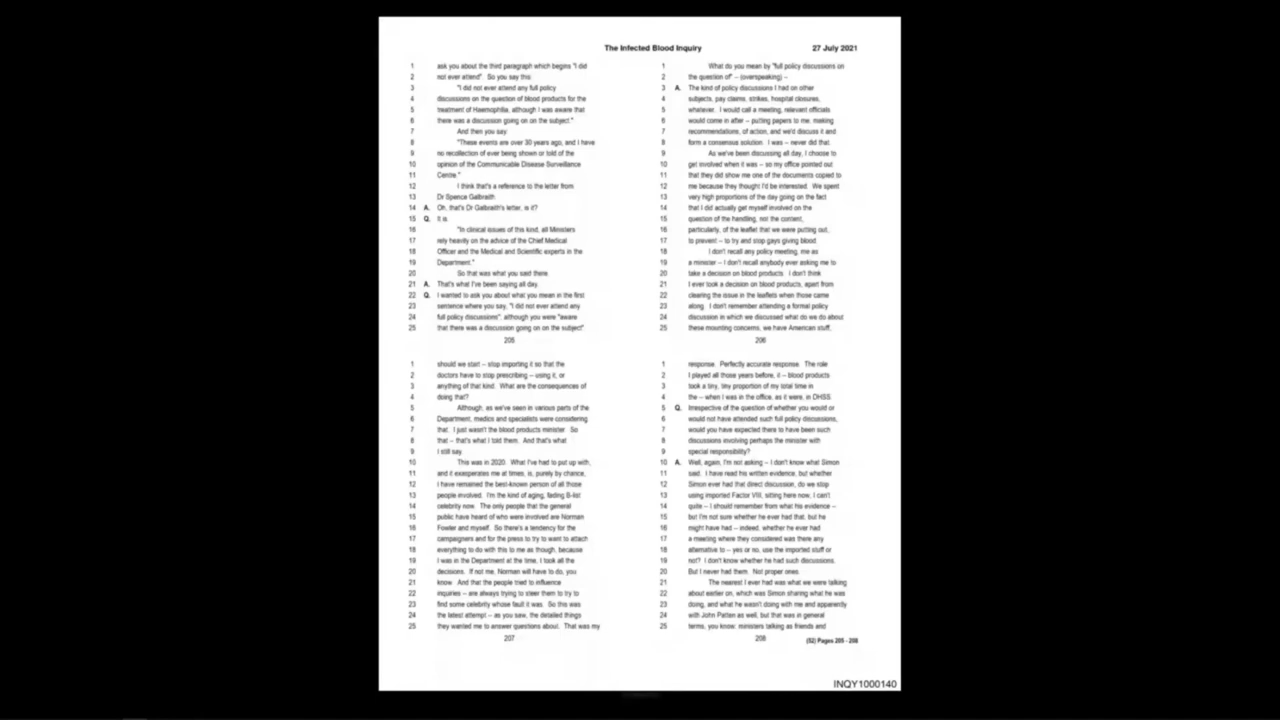 The Infected Blood Inquiry 27 July 2021
1 ask you about the third paragraph which begins "I did
2 not ever attend". So you say this:
3 "I did not ever attend any full policy
4 discussions on the question of blood products for the
5 treatment of Haemophilia, although I was aware that
6 there was a discussion going on on the subject."
7 And then you say:
8 "These events are over 30 years ago, and I have
9 no recollection of ever being shown or told of the
10 opinion of the Communicable Disease Surveillance
11 Centre."
12 I think that's a reference to the letter from
13 Dr Spence Galbraith.
14 A. Oh, that's Dr Galbraith's letter, is it?
15 Q. It is.
16 "In clinical issues of this kind, all Ministers
17 rely heavily on the advice of the Chief Medical
18 Officer and the Medical and Scientific experts in the
19 Department."
20 So that was what you said there.
21 A. That's what I've been saying all day.
22 Q. I wanted to ask you about what you mean in the first
23 sentence where you say, "I did not ever attend any
24 full policy discussions": although you were "aware
25 that there was a discussion going on on the subject".
205
1 What do you mean by "full policy discussions on
2 the question of" -- (overspeaking) --
3 A. The kind of policy discussions I had on other
4 subjects, pay claims, strikes, hospital closures,
5 whatever. I would call a meeting, relevant officials
6 would come in after -- putting papers to me, making
7 recommendations, of action, and we'd discuss it and
8 form a consensus solution. I was -- never did that.
9 As we've been discussing all day, I choose to
10 get involved when it was -- so my office pointed out
11 that they did show me one of the documents copied to
12 me because they thought I'd be interested. We spent
13 very high proportions of the day going on the fact
14 that I did actually get myself involved on the
15 question of the handling, not the content,
16 particularly, of the leaflet that we were putting out,
17 to prevent -- to try and stop gays giving blood.
18 I don't recall any policy meeting, me as
19 a minister -- I don't recall anybody ever asking me to
20 take a decision on blood products. I don't think
21 I ever took a decision on blood products, apart from
22 clearing the issue in the leaflets when those came
23 along. I don't remember attending a formal policy
24 discussion in which we discussed what do we do about
25 these mounting concerns, we have American stuff,
206
1 should we start -- stop importing it so that the
2 doctors have to stop prescribing -- using it, or
3 anything of that kind. What are the consequences of
4 doing that?
5 Although, as we've seen in various parts of the
6 Department, medics and specialists were considering
7 that. I just wasn't the blood products minister. So
8 that -- that's what I told them. And that's what
9 I still say.
10 This was in 2020. What I've had to put up with,
11 and it exasperates me at times, is, purely by chance,
12 I have remained the best-known person of all those
13 people involved. I'm the kind of aging, fading B-list
14 celebrity now. The only people that the general
15 public have heard of who were involved are Norman
16 Fowler and myself. So there's a tendency for the
17 campaigners and for the press to try to want to attach
18 everything to do with this to me as though, because
19 I was in the Department at the time, I took all the
20 decisions. If not me, Norman will have to do, you
21 know. And that the people tried to influence
22 inquiries -- are always trying to steer them to try to
23 find some celebrity whose fault it was. So this was
24 the latest attempt -- as you saw, the detailed things
25 they wanted me to answer questions about. That was my
207
1 response. Perfectly accurate response. The role
2 I played all those years before, it -- blood products
3 took a tiny, tiny proportion of my total time in
4 the -- when I was in the office, as it were, in DHSS.
5 Q. Irrespective of the question of whether you would or
6 would not have attended such full policy discussions,
7 would you have expected there to have been such
8 discussions involving perhaps the minister with
9 special responsibility?
10 A. Well, again, I'm not asking -- I don't know what Simon
11 said. I have read his written evidence, but whether
12 Simon ever had that direct discussion, do we stop
13 using imported Factor VIII, sitting here now, I can't
14 quite -- I should remember from what his evidence --
15 but I'm not sure whether he ever had that, but he
16 might have had -- indeed, whether he ever had
17 a meeting where they considered was there any
18 alternative to -- yes or no, use the imported stuff or
19 not? I don't know whether he had such discussions.
20 But I never had them. Not proper ones.
21 The nearest I ever had was what we were talking
22 about earlier on, which was Simon sharing what he was
23 doing, and what he wasn't doing with me and apparently
24 with John Patten as well, but that was in general
25 terms, you know: ministers talking as friends and
208
(52) Pages 205 - 208
INQY1000140